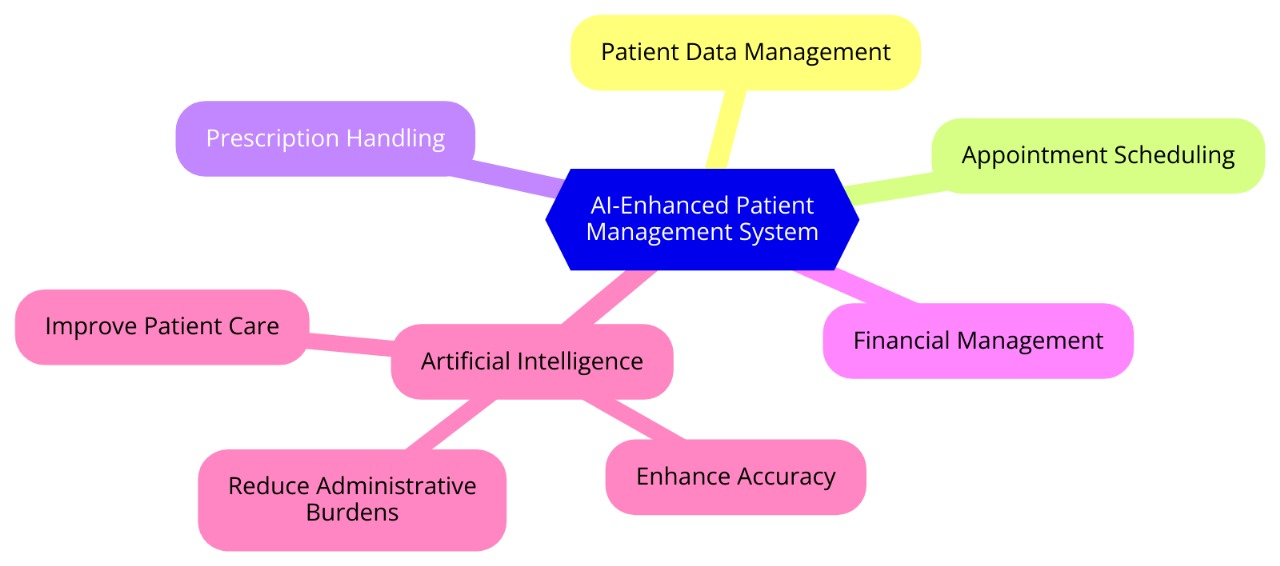 Patient Data Management
Prescription Handling
Appointment Scheduling
AI-Enhanced Patient
Management System
Improve Patient Care
Artificial Intelligence
Financial Management
Reduce Administrative
Burdens
Enhance Accuracy